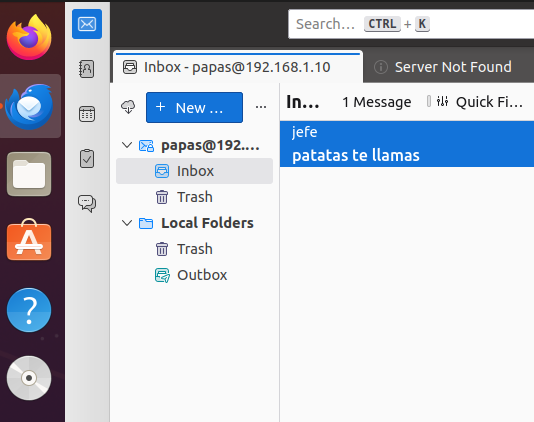 Search... CTRL + K
Inbox - papas@192.168.1.10
Server Not Found
+ New ...
...
In...
1 Message
Quick Fi...
papas@192....
Inbox
Trash
Local Folders
Trash
Outbox
jefe
patatas te llamas